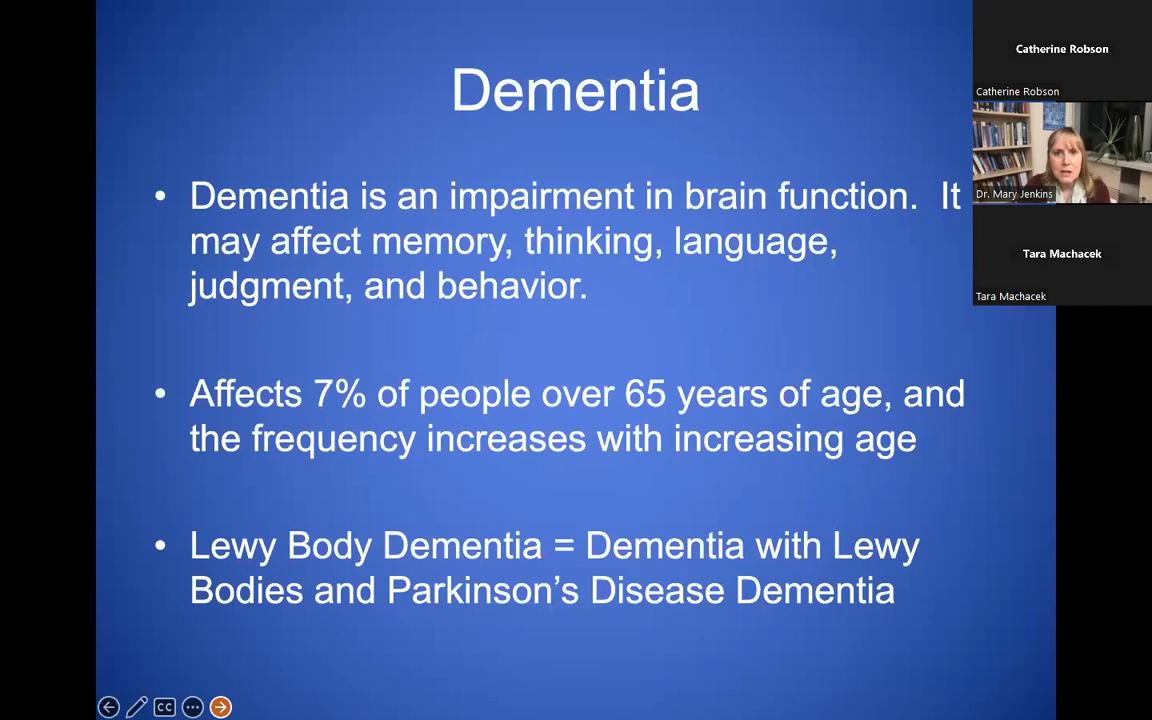 Dementia
• Dementia is an impairment in brain function.  It
may affect memory, thinking, language,
judgment, and behavior.
• Affects 7% of people over 65 years of age, and
the frequency increases with increasing age
• Lewy Body Dementia = Dementia with Lewy
Bodies and Parkinson’s Disease Dementia
Catherine Robson
Catherine Robson
Dr. Mary Jenkins
Tara Machacek
Tara Machacek
CC